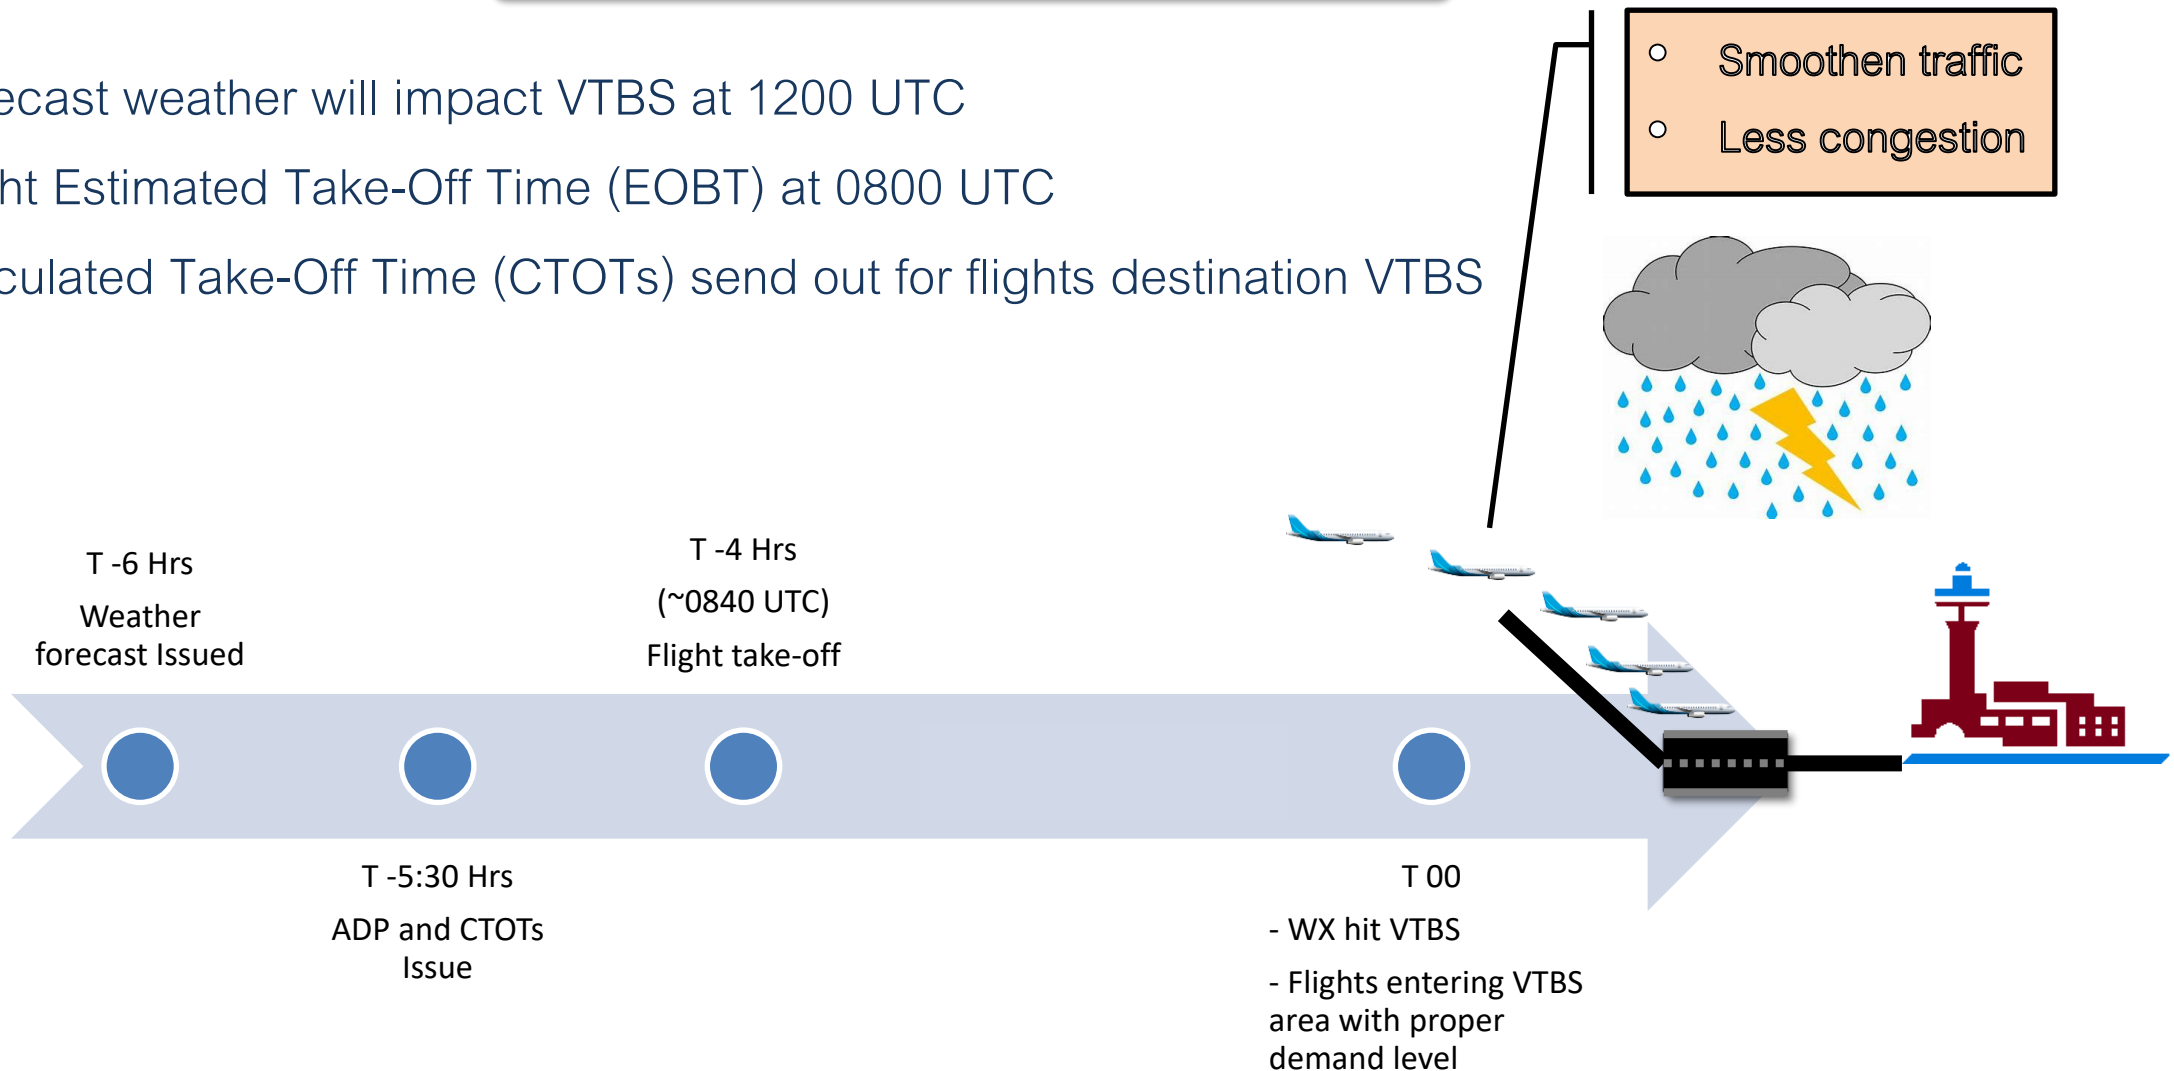 ecast weather will impact VTBS at 1200 UTC
ht Estimated Take-Off Time (EOBT) at 0800 UTC
culated Take-Off Time (CTOTs) send out for flights destination VTBS
Smoothen traffic
Less congestion
T -6 Hrs
Weather
forecast Issued
T -4 Hrs
(~0840 UTC)
Flight take-off
T -5:30 Hrs
ADP and CTOTs
Issue
T 00
- WX hit VTBS
- Flights entering VTBS
area with proper
demand level